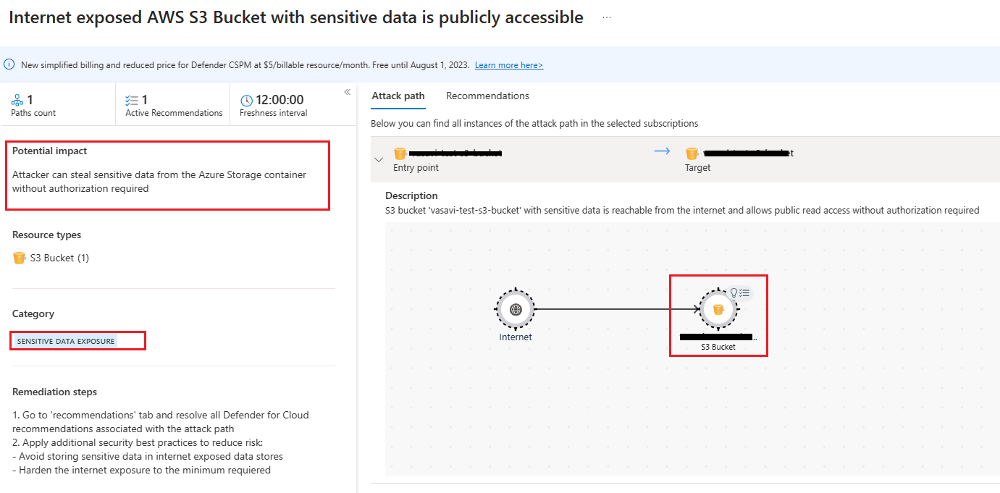 Internet exposed AWS S3 Bucket with sensitive data is publicly accessible ...
New simplified billing and reduced price for Defender CSPM at $5/billable resource/month. Free until August 1, 2023. Learn more here>
1
Paths count
1
Active Recommendations
12:00:00
Freshness interval
Potential impact
Attacker can steal sensitive data from the Azure Storage container
without authorization required
Resource types
S3 Bucket (1)
Category
SENSITIVE DATA EXPOSURE
Remediation steps
1. Go to 'recommendations' tab and resolve all Defender for Cloud
recommendations associated with the attack path
2. Apply additional security best practices to reduce risk:
- Avoid storing sensitive data in internet exposed data stores
- Harden the internet exposure to the minimum requiered
Attack path Recommendations
Below you can find all instances of the attack path in the selected subscriptions
Entry point
Target
Description
S3 bucket 'vasavi-test-s3-bucket' with sensitive data is reachable from the internet and allows public read access without authorization required
Internet
S3 Bucket